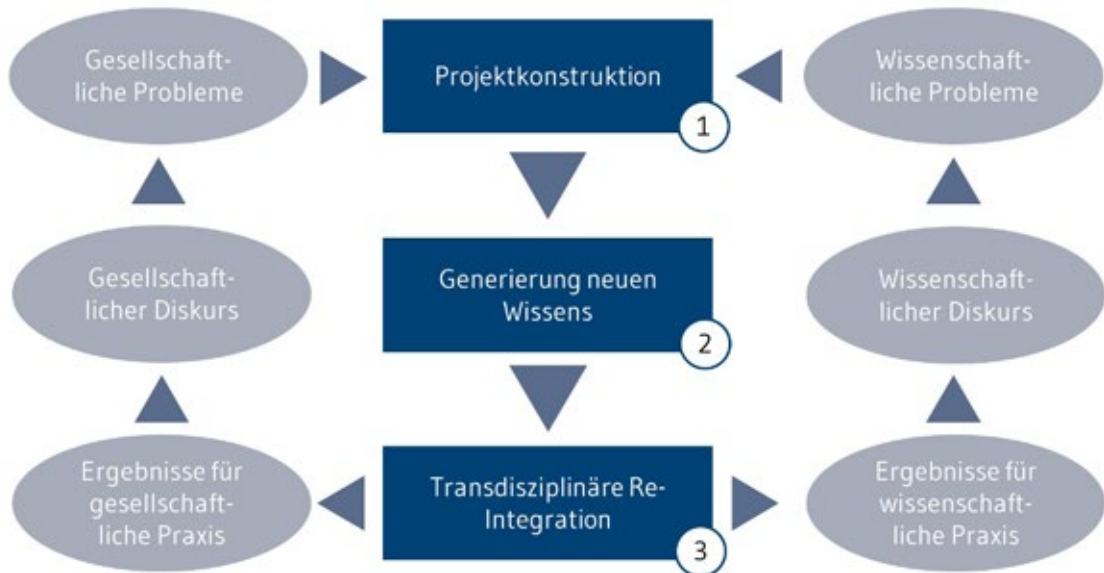 Gesellschaft-
liche Probleme
Projektkonstruktion
1
Wissenschaft-
liche Probleme
Gesellschaft-
licher Diskurs
Generierung neuen
Wissens
2
Wissenschaft-
licher Diskurs
Ergebnisse für
gesellschaft-
liche Praxis
Transdisziplinäre Re-
Integration
3
Ergebnisse für
wissenschaft-
liche Praxis